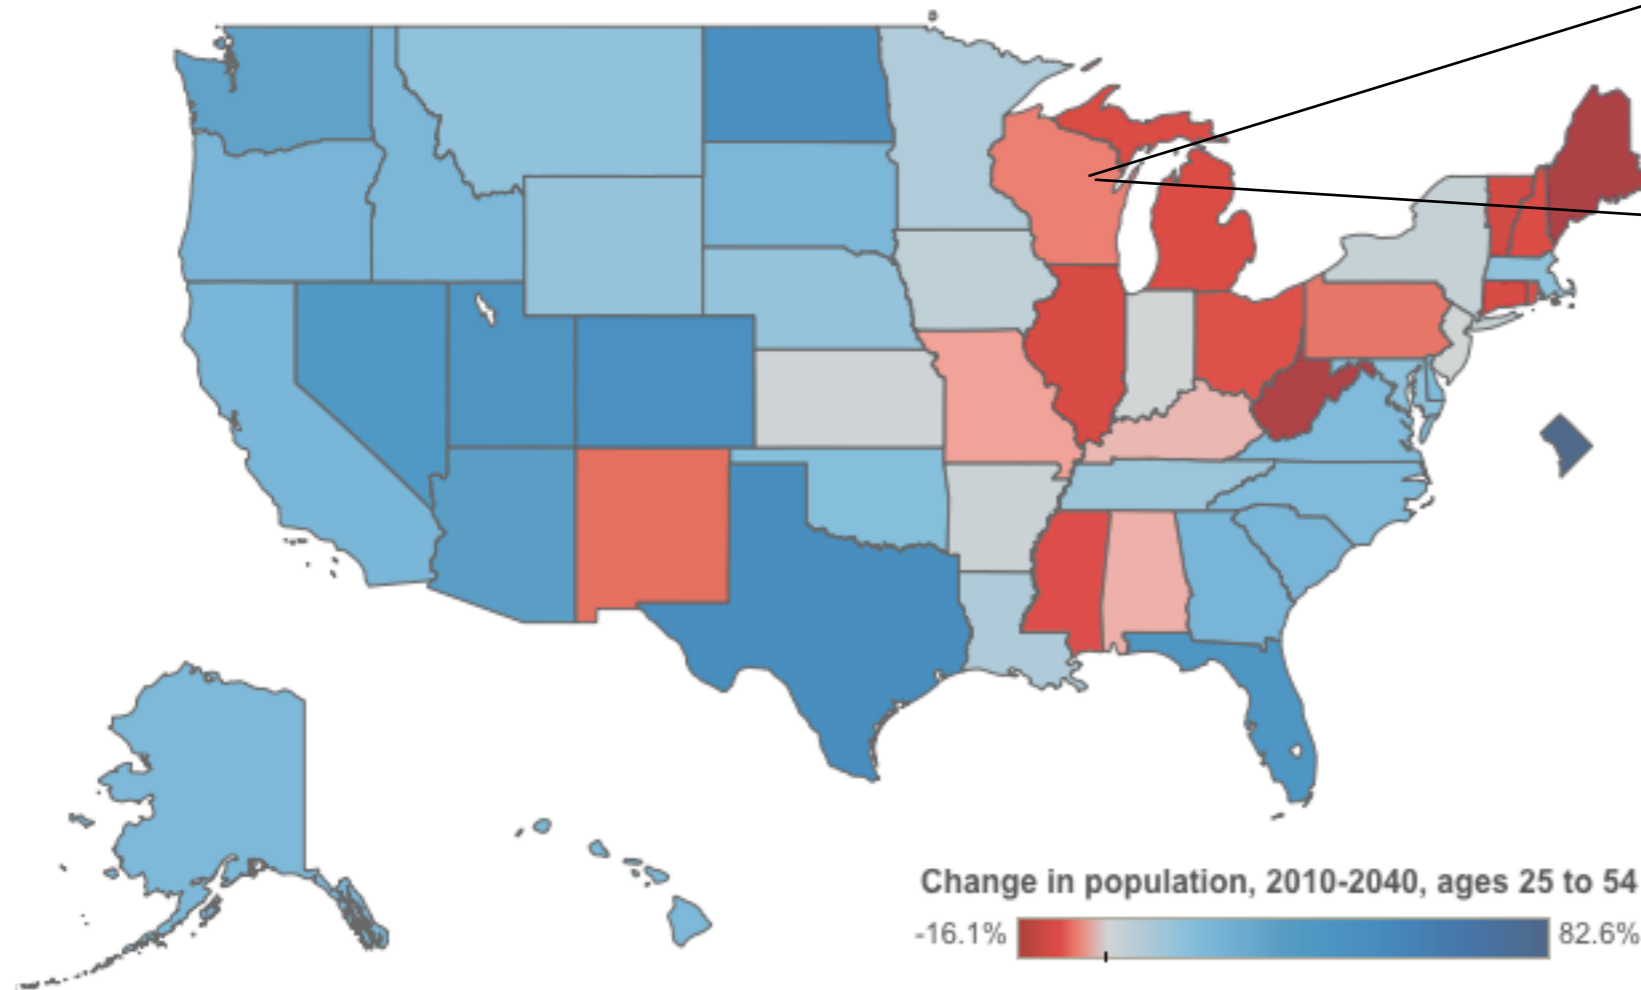 Change in population, 2010-2040, ages 25 to 54
-16.1% 82.6%